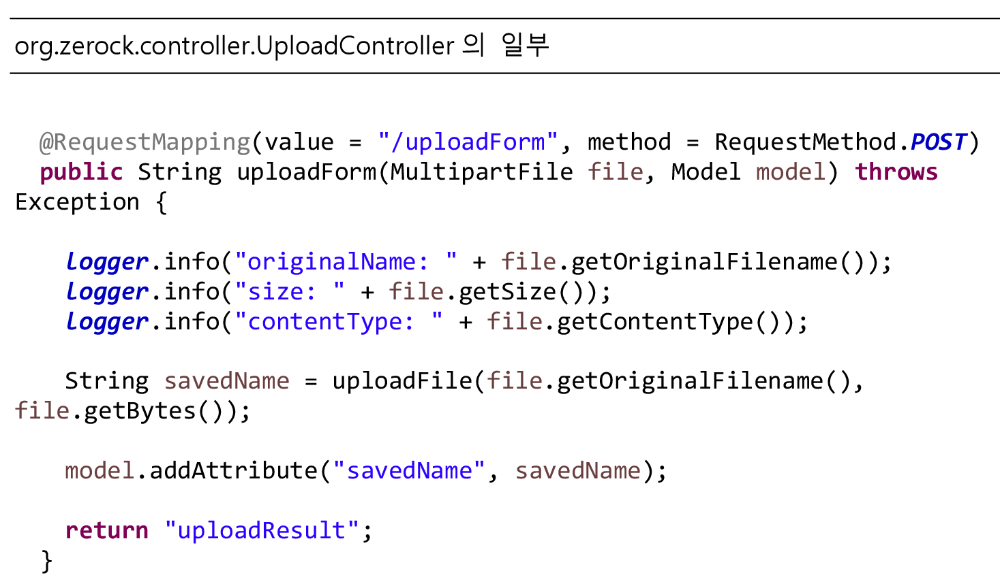 org.zerock.controller.UploadController 의 일부
@RequestMapping(value = "/uploadForm", method = RequestMethod.POST)
public String uploadForm(MultipartFile file, Model model) throws
Exception {
logger.info("originalName: " + file.getOriginalFilename());
logger.info("size: " + file.getSize());
logger.info("contentType: " + file.getContentType());
String savedName = uploadFile(file.getOriginalFilename(),
file.getBytes());
model.addAttribute("savedName", savedName);
return "uploadResult";
}